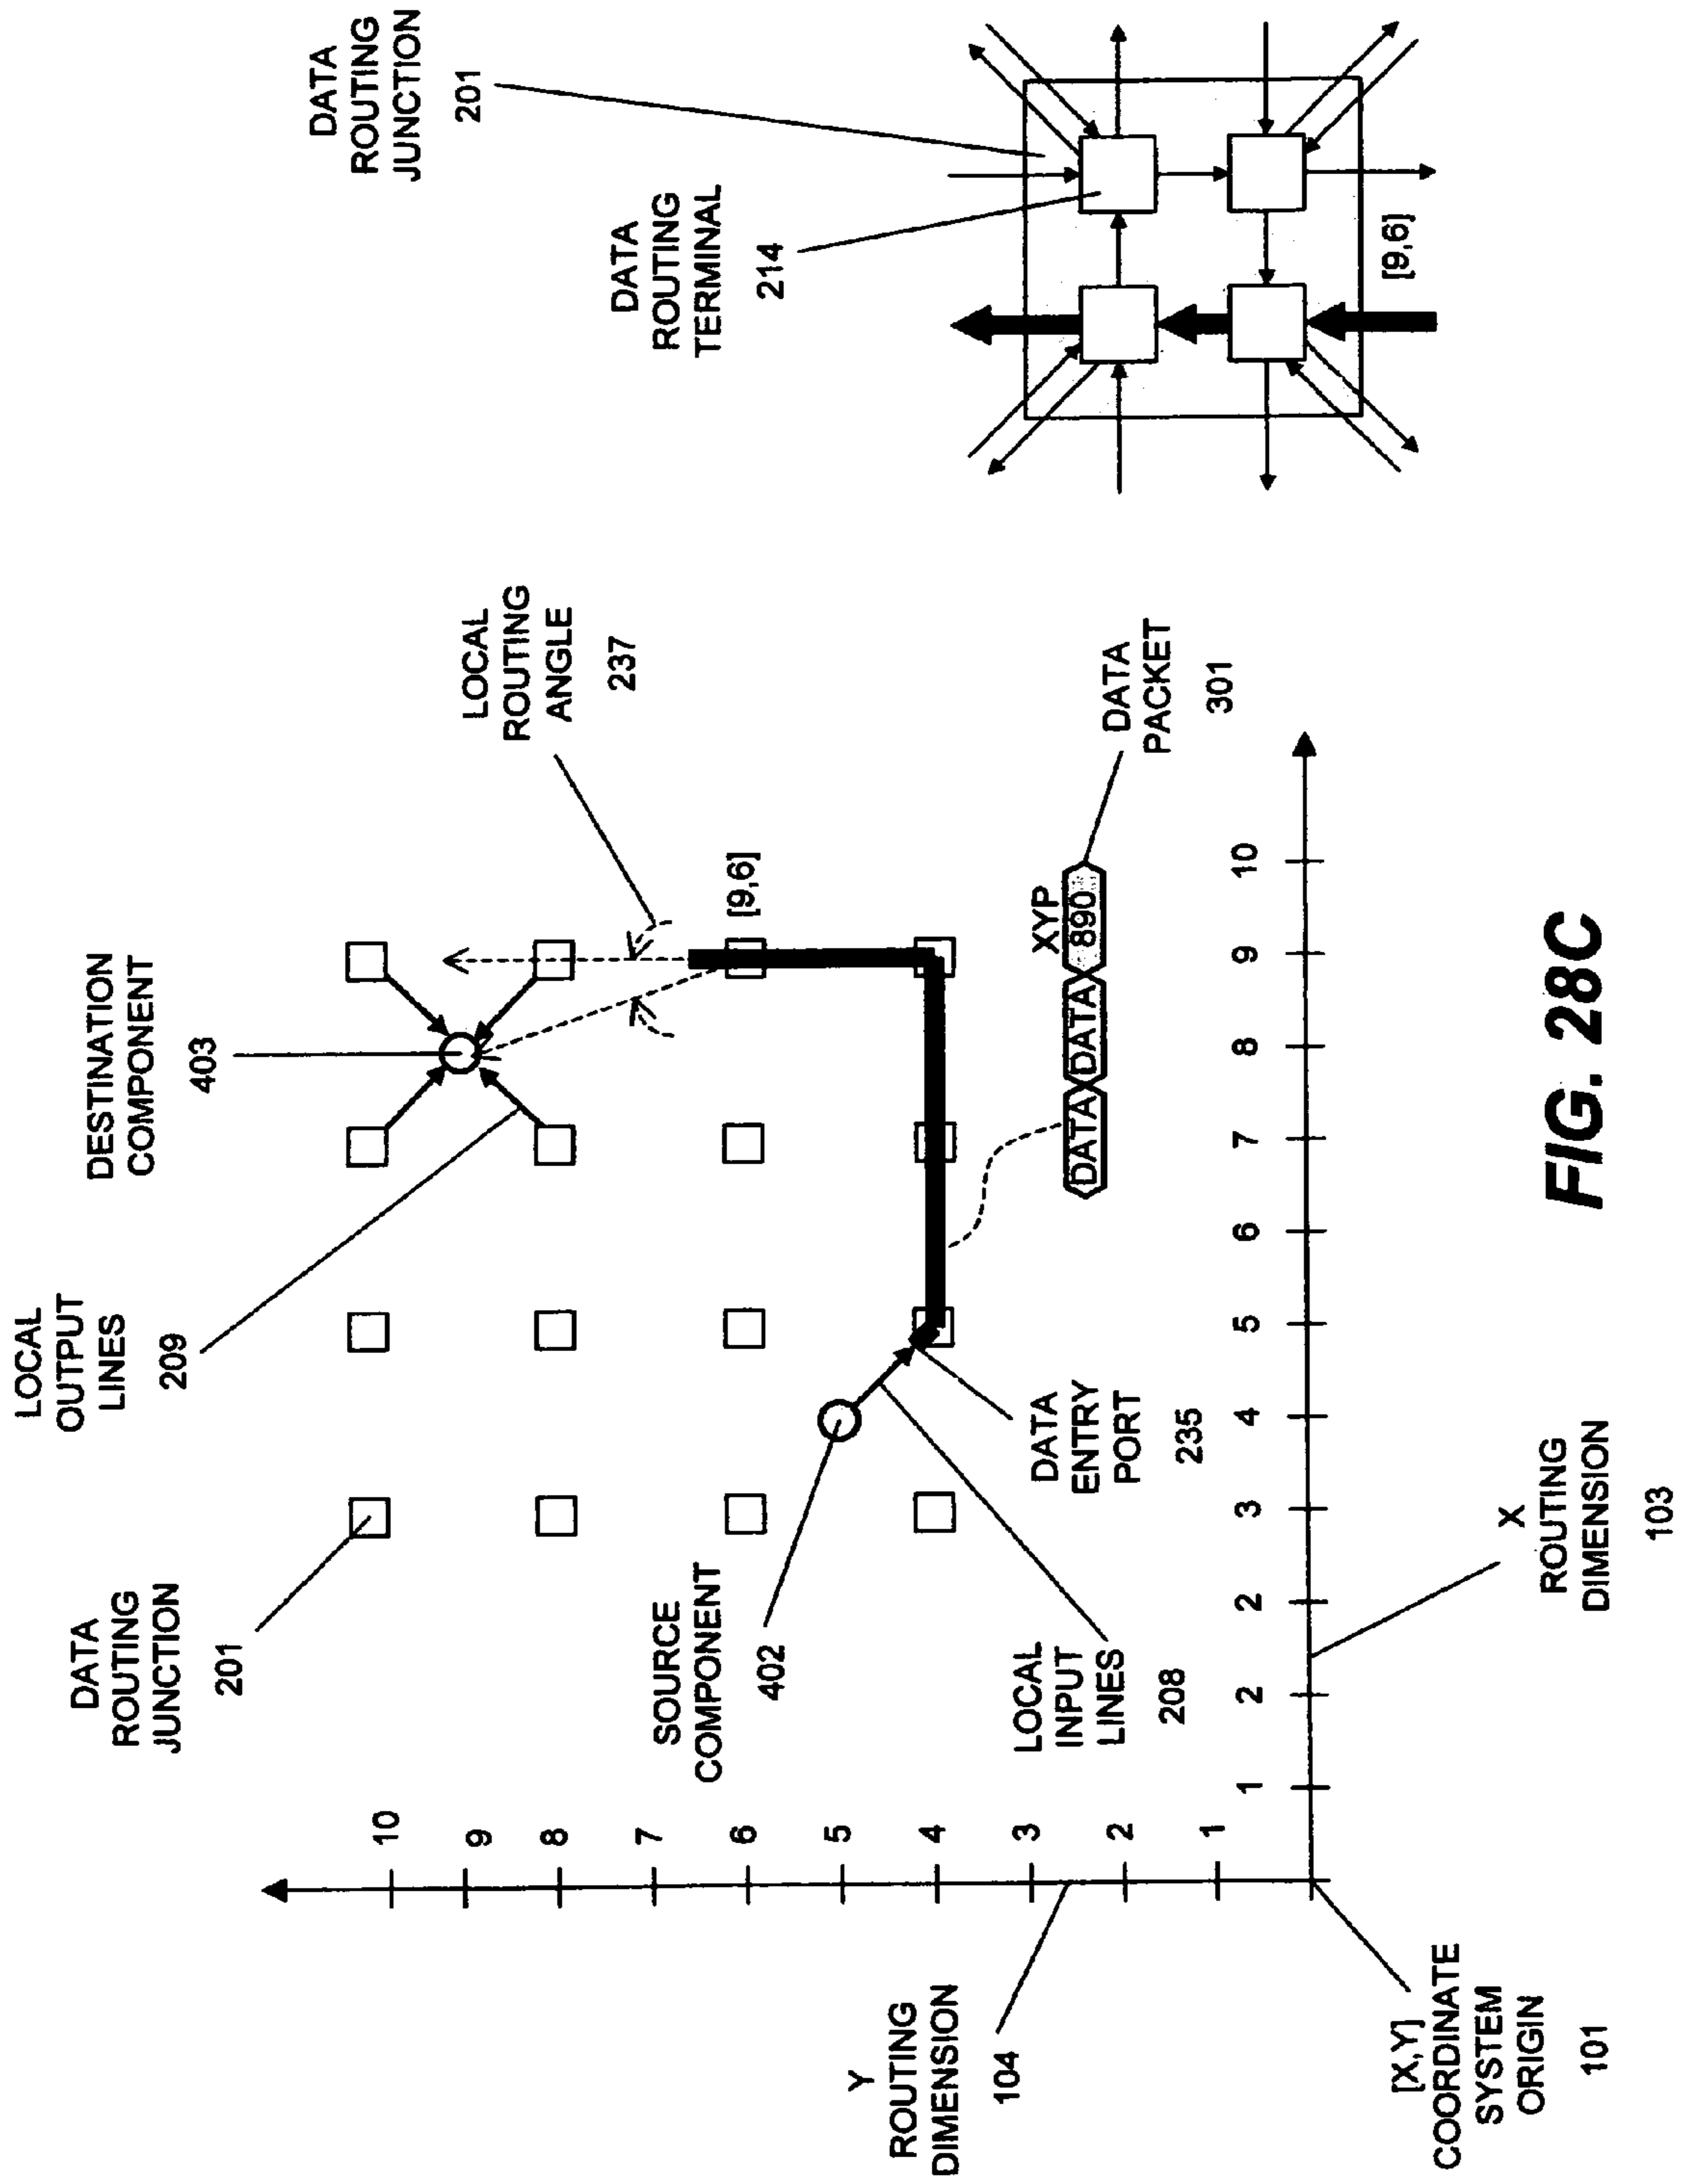 DATA
ROUTING
JUNCTION
201
LOCAL
OUTPUT
LINES
209
DESTINATION
COMPONENT
403
LOCAL
ROUTING
ANGLE
237
DATA
ROUTING
JUNCTION
201
DATA
ROUTING
TERMINAL
214
[9,6]
[9,6]
SOURCE
COMPONENT
402
LOCAL
INPUT
LINES
208
DATA
ENTRY
PORT
235
XYP
DATA DATA 890
DATA
PACKET
301
10
9
8
7
6
5
4
3
2
1
1 2 2 3 4 5 6 7 8 9 10
Y
ROUTING
DIMENSION
104
[X,Y]
COORDINATE
SYSTEM
ORIGIN
101
X
ROUTING
DIMENSION
103
FIG. 28C